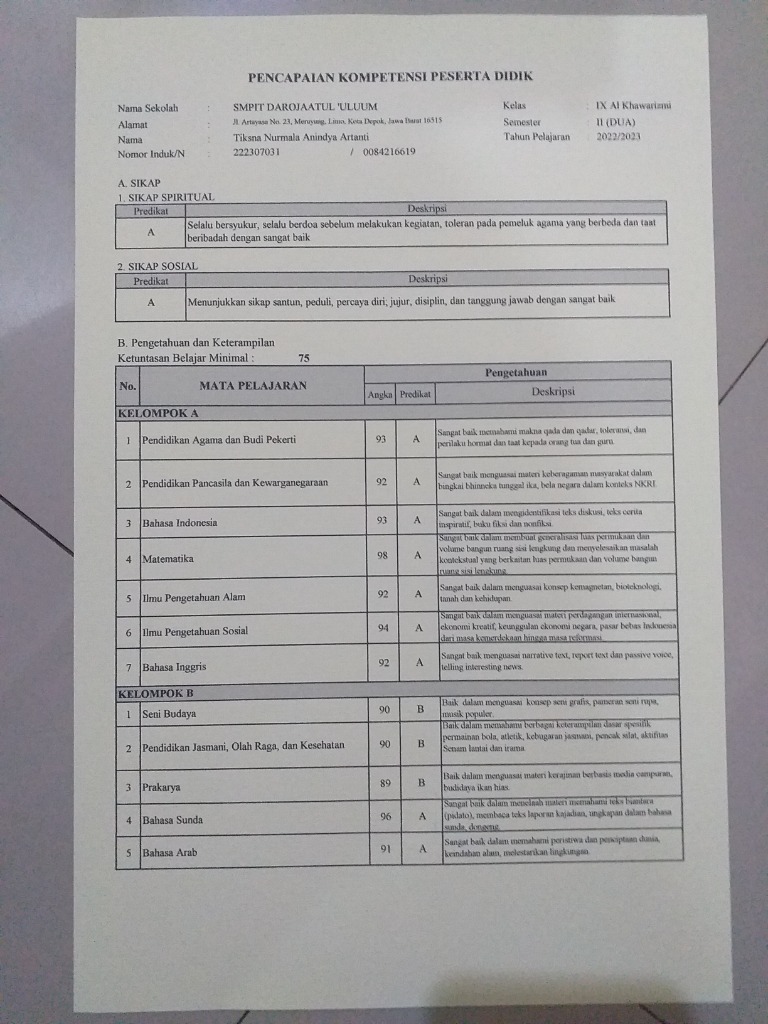 PENCAPAIAN KOMPETENSI PESERTA DIDIK
Nama Sekolah : SMPIT DAROJAATUL 'ULUUM Kelas : IX Al Khawarizmi
Alamat : Jl. Artayasa No. 23, Meruyung, Limo, Kota Depok, Jawa Barat 16515 Semester : II (DUA)
Nama : Tiksna Nurmala Anindya Artanti Tahun Pelajaran : 2022/2023
Nomor Induk/N : 222307031 / 0084216619
A. SIKAP
1. SIKAP SPIRITUAL
Predikat Deskripsi
A Selalu bersyukur, selalu berdoa sebelum melakukan kegiatan, toleran pada pemeluk agama yang berbeda dan taat
beribadah dengan sangat baik
2. SIKAP SOSIAL
Predikat Deskripsi
A Menunjukkan sikap santun, peduli, percaya diri, jujur, disiplin, dan tanggung jawab dengan sangat baik
B. Pengetahuan dan Keterampilan
Ketuntasan Belajar Minimal : 75
No. MATA PELAJARAN Pengetahuan
Angka Predikat Deskripsi
KELOMPOK A
1 Pendidikan Agama dan Budi Pekerti 93 A Sangat baik memahami makna qada dan qadar, toleransi, dan
perilaku hormat dan taat kepada orang tua dan guru.
2 Pendidikan Pancasila dan Kewarganegaraan 92 A Sangat baik menguasai materi keberagaman masyarakat dalam
bingkai bhinneka tunggal ika, bela negara dalam konteks NKRI.
3 Bahasa Indonesia 93 A Sangat baik dalam mengidentifikasi teks diskusi, teks cerita
inspiratif, buku fiksi dan nonfiksi.
4 Matematika 98 A Sangat baik dalam membuat generalisasi luas permukaan dan
volume bangun ruang sisi lengkung dan menyelesaikan masalah
kontekstual yang berkaitan luas permukaan dan volume bangun
ruang sisi lengkung.
5 Ilmu Pengetahuan Alam 92 A Sangat baik dalam menguasai konsep kemagnetan, bioteknologi,
tanah dan kehidupan.
6 Ilmu Pengetahuan Sosial 94 A Sangat baik dalam menguasai materi perdagangan internasional,
ekonomi kreatif, keunggulan ekonomi negara, pasar bebas Indonesia
dari masa kemerdekaan hingga masa reformasi.
7 Bahasa Inggris 92 A Sangat baik menguasai narrative text, report text dan passive voice,
telling interesting news.
KELOMPOK B
1 Seni Budaya 90 B Baik dalam menguasai konsep seni grafis, pameran seni rupa,
musik populer.
2 Pendidikan Jasmani, Olah Raga, dan Kesehatan 90 B Baik dalam memahami berbagai keterampilan dasar spesifik
permainan bola, atletik, kebugaran jasmani, pencak silat, aktifitas
Senam lantai dan irama.
3 Prakarya 89 B Baik dalam menguasai materi kerajinan berbasis media campuran,
budidaya ikan hias.
4 Bahasa Sunda 96 A Sangat baik dalam menelaah materi memahami teks biantara
(pidato), membaca teks laporan kajadian, ungkapan dalam bahasa
sunda, dongeng.
5 Bahasa Arab 91 A Sangat baik dalam memahami peristiwa dan penciptaan dunia,
keindahan alam, melestarikan lingkungan.